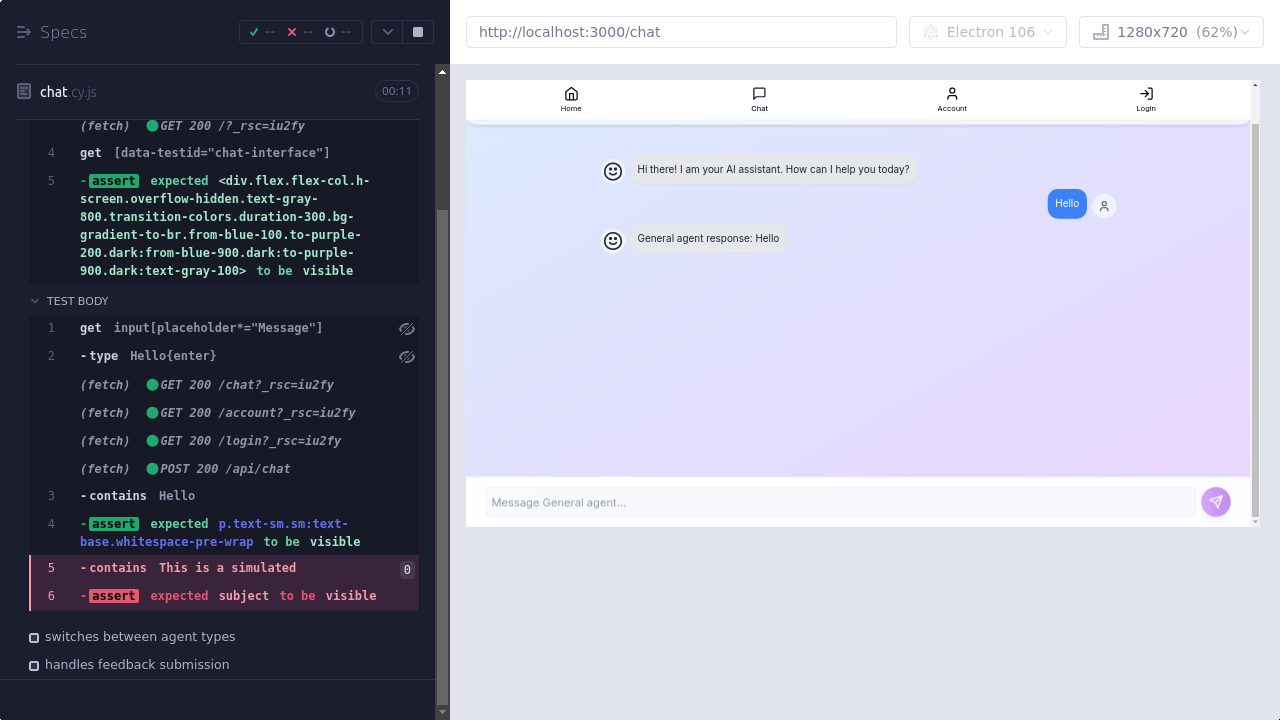 Specs
-- -- --
chat.cy.js 00:11
(fetch) GET 200 /?_rsc=iu2fy
4 get [data-testid="chat-interface"]
5 -assert expected <div.flex.flex-col.h-
screen.overflow-hidden.text-gray-
800.transition-colors.duration-300.bg-
gradient-to-br.from-blue-100.to-purple-
200.dark:from-blue-900.dark:to-purple-
900.dark:text-gray-100> to be visible
TEST BODY
1 get input[placeholder*="Message"]
2 -type Hello{enter}
(fetch) GET 200 /chat?_rsc=iu2fy
(fetch) GET 200 /account?_rsc=iu2fy
(fetch) GET 200 /login?_rsc=iu2fy
(fetch) POST 200 /api/chat
3 -contains Hello
4 -assert expected p.text-sm.sm:text-
base.whitespace-pre-wrap to be visible
5 -contains This is a simulated 0
6 -assert expected subject to be visible
switches between agent types
handles feedback submission
http://localhost:3000/chat
Electron 106
1280x720 (62%)
Home Chat Account Login
Hi there! I am your AI assistant. How can I help you today?
Hello
General agent response: Hello
Message General agent...